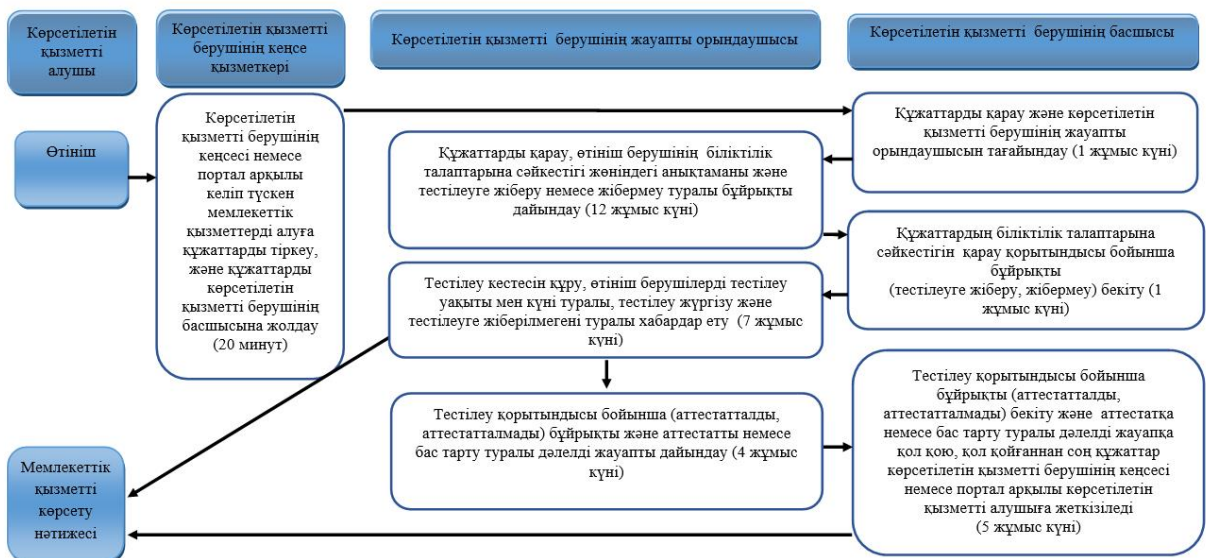 Көрсетілетін
қызметті
алушы
Көрсетілетін қызметті
берушінің кеңсе
қызметкері
Көрсетілетін қызметті берушінің жауапты орындаушысы
Көрсетілетін қызметті берушінің басшысы
Өтініш
Көрсетілетін
қызметті берушінің
кеңсесі немесе
портал арқылы
келіп түскен
мемлекеттік
қызметтерді алуға
құжаттарды тіркеу,
және құжаттарды
көрсетілетін
қызметті берушінің
басшысына жолдау
(20 минут)
Құжаттарды қарау және көрсетілетін
қызметті берушінің жауапты
орындаушысын тағайындау (1 жұмыс күні)
Құжаттарды қарау, өтініш берушінің біліктілік
талаптарына сәйкестігі жөніндегі анықтаманы және
тестілеуге жіберу немесе жібермеу туралы бұйрықты
дайындау (12 жұмыс күні)
Құжаттардың біліктілік талаптарына
сәйкестігін қарау қорытындысы бойынша
бұйрықты
(тестілеуге жіберу, жібермеу) бекіту (1
жұмыс күні)
Тестілеу кестесін құру, өтініш берушілерді тестілеу
уақыты мен күні туралы, тестілеу жүргізу және
тестілеуге жіберілмегені туралы хабардар ету (7 жұмыс
күні)
Тестілеу қорытындысы бойынша (аттестатталды,
аттестатталмады) бұйрықты және аттестатты немесе
бас тарту туралы дәлелді жауапты дайындау (4 жұмыс
күні)
Тестілеу қорытындысы бойынша
бұйрықты (аттестатталды,
аттестатталмады) бекіту және аттестатқа
немесе бас тарту туралы дәлелді жауапқа
қол қою, қол қойғаннан соң құжаттар
көрсетілетін қызметті берушінің кеңсесі
немесе портал арқылы көрсетілетін
қызметті алушыға жеткізіледі
(5 жұмыс күні)
Мемлекеттік
қызметті
көрсету
нәтижесі